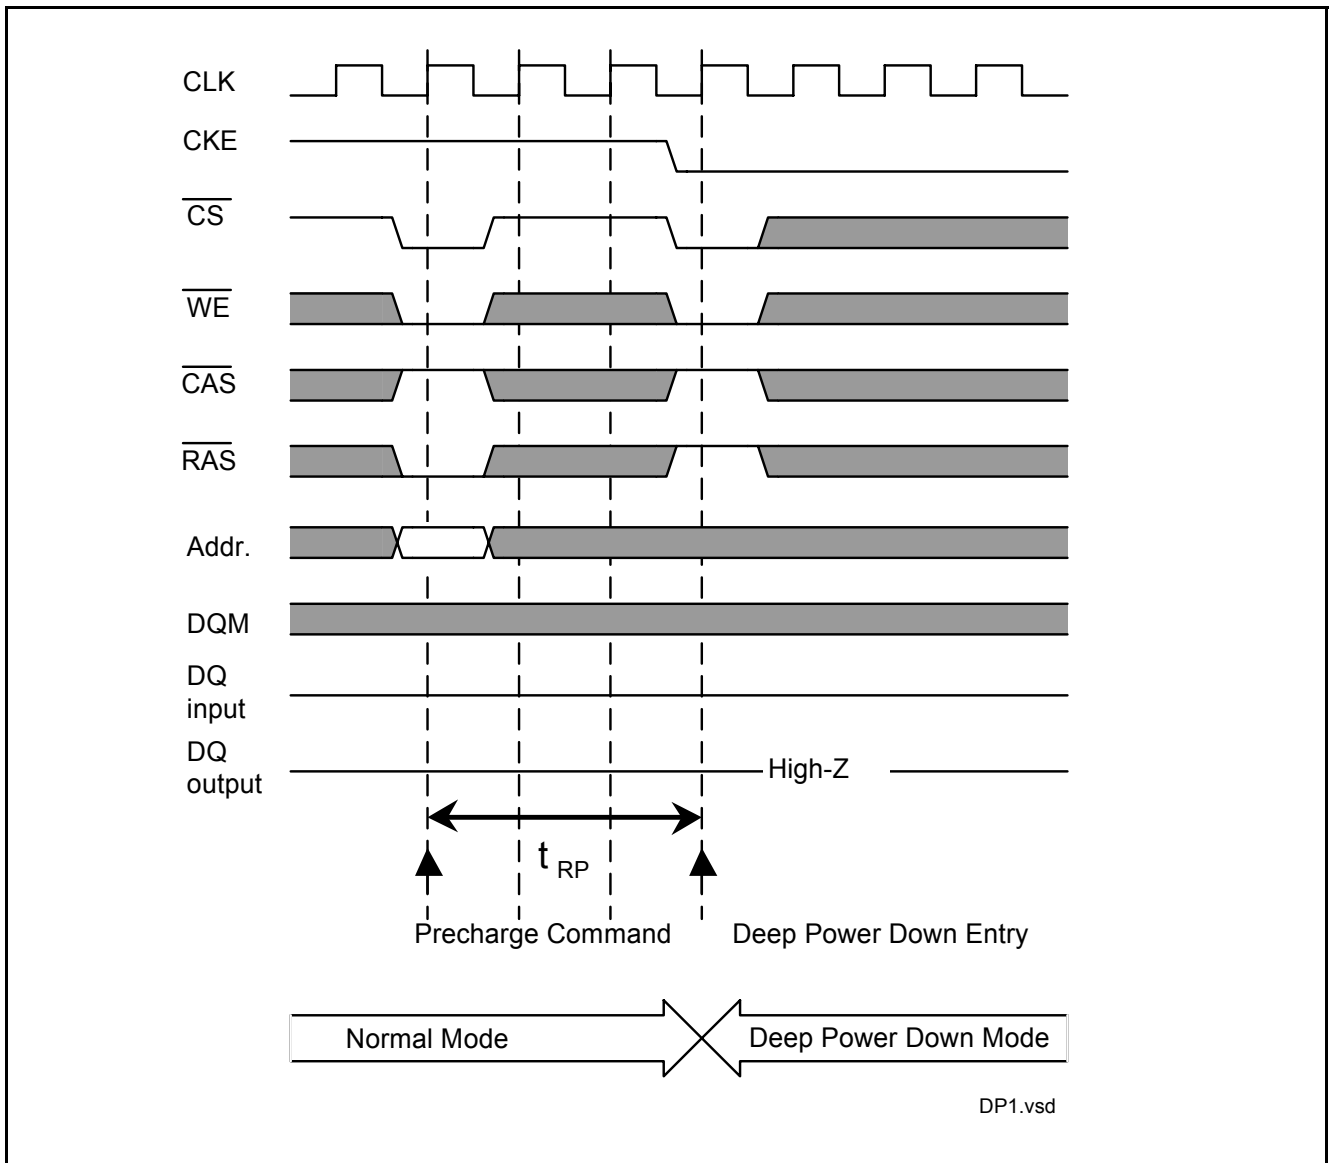 CLK
CKE
CS
WE
CAS
RAS
Addr.
DQM
DQ
input
DQ
output
High-Z
t RP
Precharge Command
Deep Power Down Entry
Normal Mode
Deep Power Down Mode
DP1.vsd